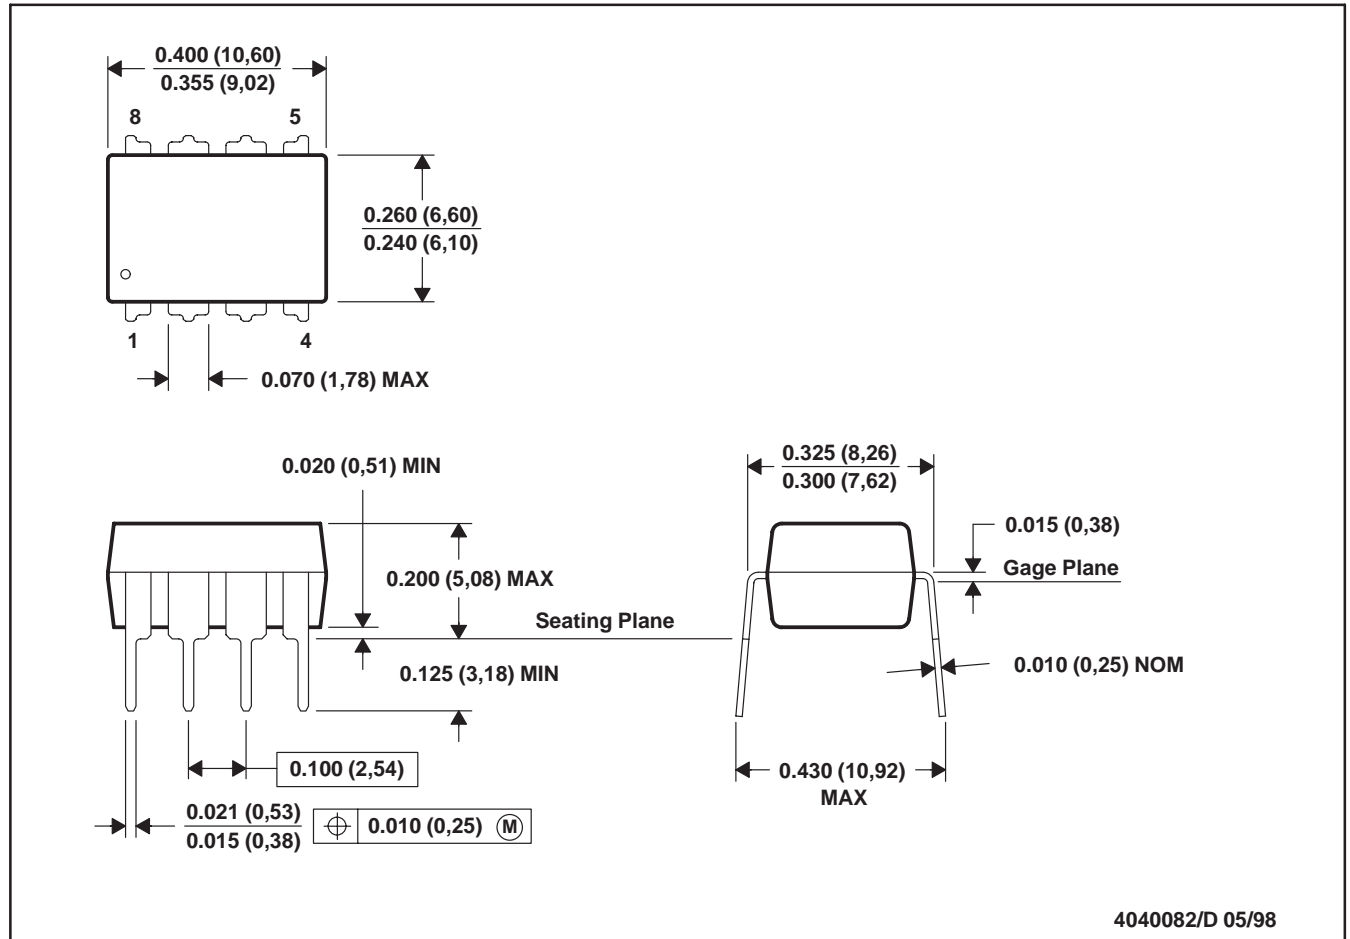 0.400 (10,60)
0.355 (9,02)
8
5
0.260 (6,60)
0.240 (6,10)
1
4
0.070 (1,78) MAX
0.020 (0,51) MIN
0.200 (5,08) MAX
Seating Plane
0.125 (3,18) MIN
0.100 (2,54)
0.021 (0,53)
0.015 (0,38)
0.010 (0,25) M
0.325 (8,26)
0.300 (7,62)
0.015 (0,38)
Gage Plane
0.010 (0,25) NOM
0.430 (10,92)
MAX
4040082/D 05/98